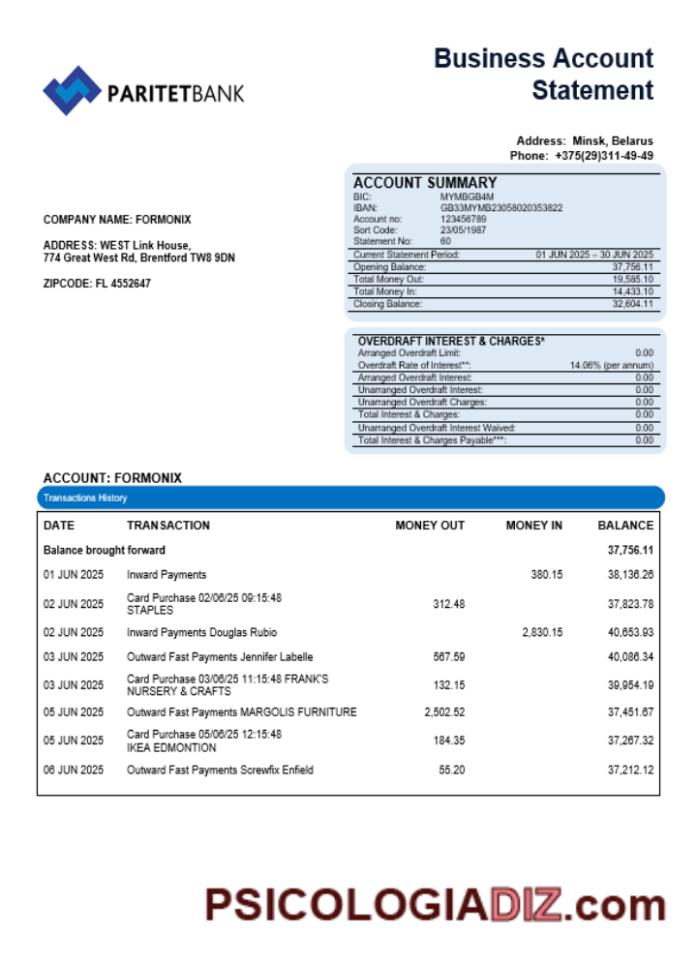 Business Account
Statement
PARITETBANK
Address: Minsk, Belarus
Phone: +375(29)311-49-49
ACCOUNT SUMMARY
BIC: MYMBGB4M
IBAN: GB33MYMB23058020353822
Account no: 123456789
Sort Code: 23/05/1987
Statement No: 60
Current Statement Period: 01 JUN 2025 – 30 JUN 2025
Opening Balance: 37,756.11
Total Money Out: 19,585.10
Total Money In: 14,433.10
Closing Balance: 32,604.11
COMPANY NAME: FORMONIX
ADDRESS: WEST Link House,
774 Great West Rd, Brentford TW8 9DN
ZIPCODE: FL 4552647
OVERDRAFT INTEREST & CHARGES*
Arranged Overdraft Limit: 0.00
Overdraft Rate of Interest**: 14.06% (per annum)
Arranged Overdraft Interest: 0.00
Unarranged Overdraft Interest: 0.00
Unarranged Overdraft Charges: 0.00
Total Interest & Charges: 0.00
Unarranged Overdraft Interest Waived: 0.00
Total Interest & Charges Payable***: 0.00
ACCOUNT: FORMONIX
Transactions History
DATE TRANSACTION MONEY OUT MONEY IN BALANCE
Balance brought forward 37,756.11
01 JUN 2025 Inward Payments 380.15 38,136.26
02 JUN 2025 Card Purchase 02/06/25 09:15:48
STAPLES 312.48 37,823.78
02 JUN 2025 Inward Payments Douglas Rubio 2,830.15 40,653.93
03 JUN 2025 Outward Fast Payments Jennifer Labelle 567.59 40,086.34
03 JUN 2025 Card Purchase 03/06/25 11:15:48 FRANK'S
NURSERY & CRAFTS 132.15 39,954.19
05 JUN 2025 Outward Fast Payments MARGOLIS FURNITURE 2,502.52 37,451.67
05 JUN 2025 Card Purchase 05/06/25 12:15:48
IKEA EDMONTION 184.35 37,267.32
06 JUN 2025 Outward Fast Payments Screwfix Enfield 55.20 37,212.12
PSICOLOGIADIZ.com